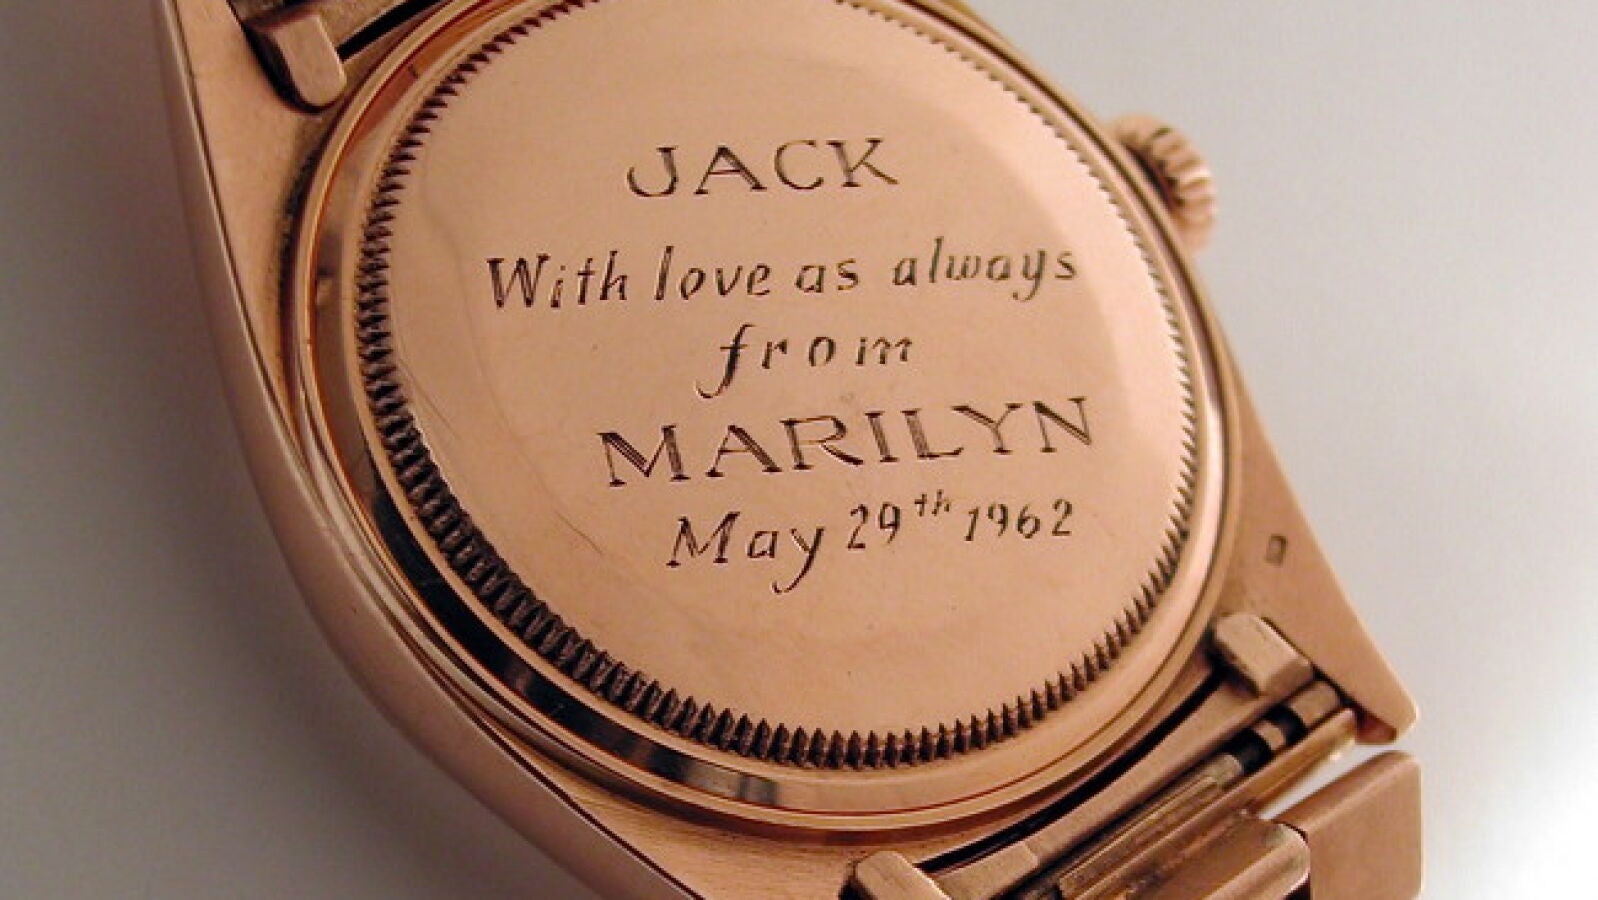 JACK
With love as always
from
MARILYN
May 29th 1962